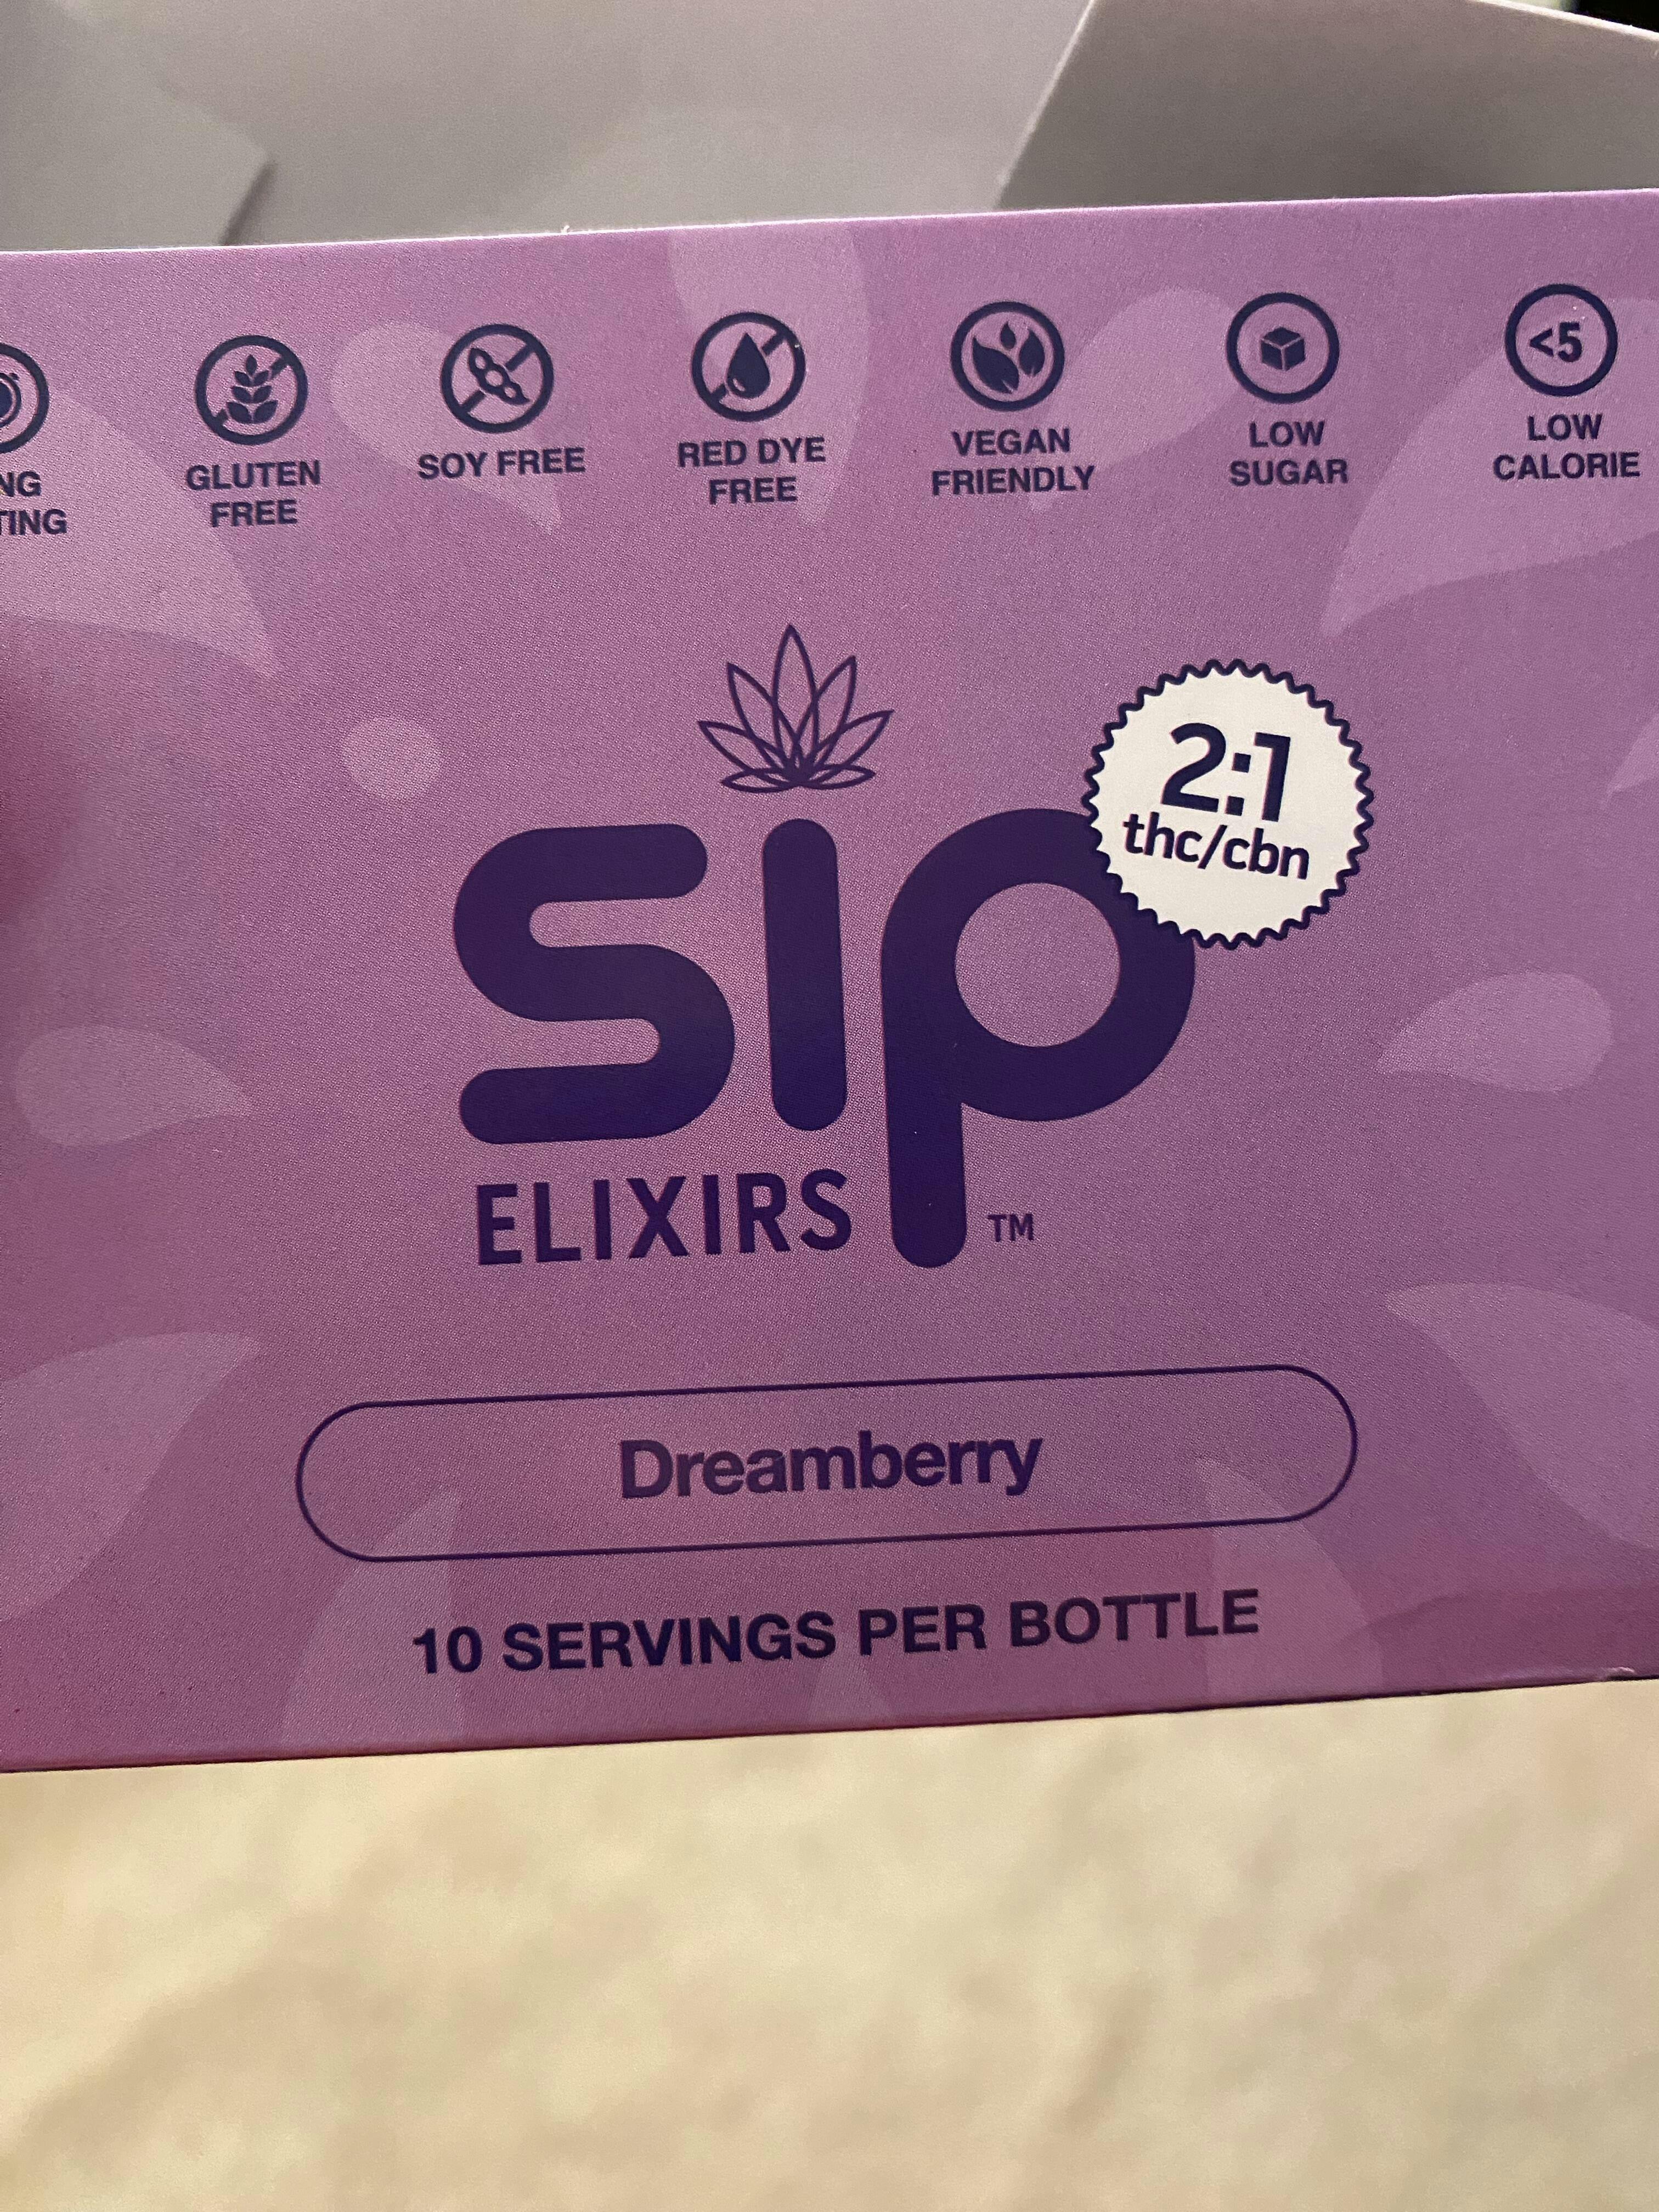 GLUTEN
FREE
SOY FREE
RED DYE
FREE
VEGAN
FRIENDLY
LOW
SUGAR
<5
LOW
CALORIE
2:1
thc/cbn
sip
ELIXIRS TM
Dreamberry
10 SERVINGS PER BOTTLE